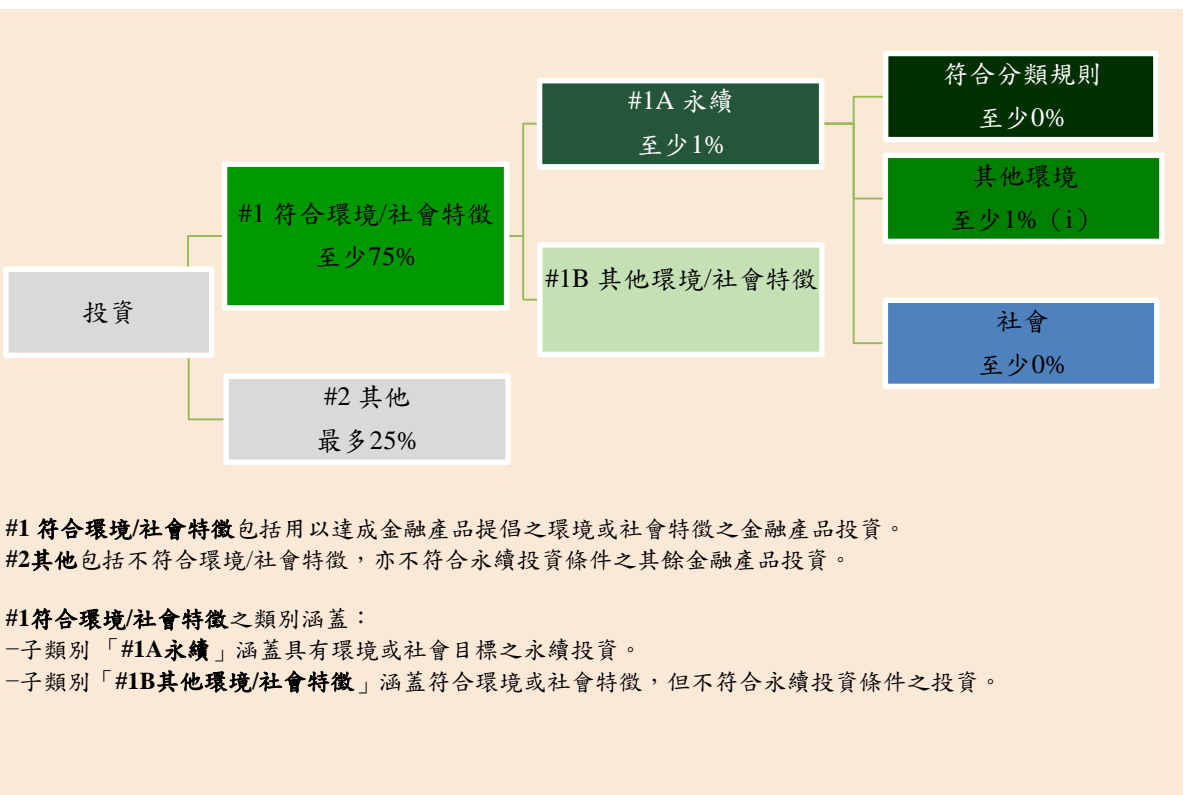 投資
#1 符合環境/社會特徵
至少75%
#2 其他
最多25%
#1A 永續
至少1%
#1B 其他環境/社會特徵
符合分類規則
至少0%
其他環境
至少1%（i）
社會
至少0%
#1 符合環境/社會特徵包括用以達成金融產品提倡之環境或社會特徵之金融產品投資。
#2其他包括不符合環境/社會特徵，亦不符合永續投資條件之其餘金融產品投資。
#1符合環境/社會特徵之類別涵蓋：
−子類別「#1A永續」涵蓋具有環境或社會目標之永續投資。
−子類別「#1B其他環境/社會特徵」涵蓋符合環境或社會特徵，但不符合永續投資條件之投資。